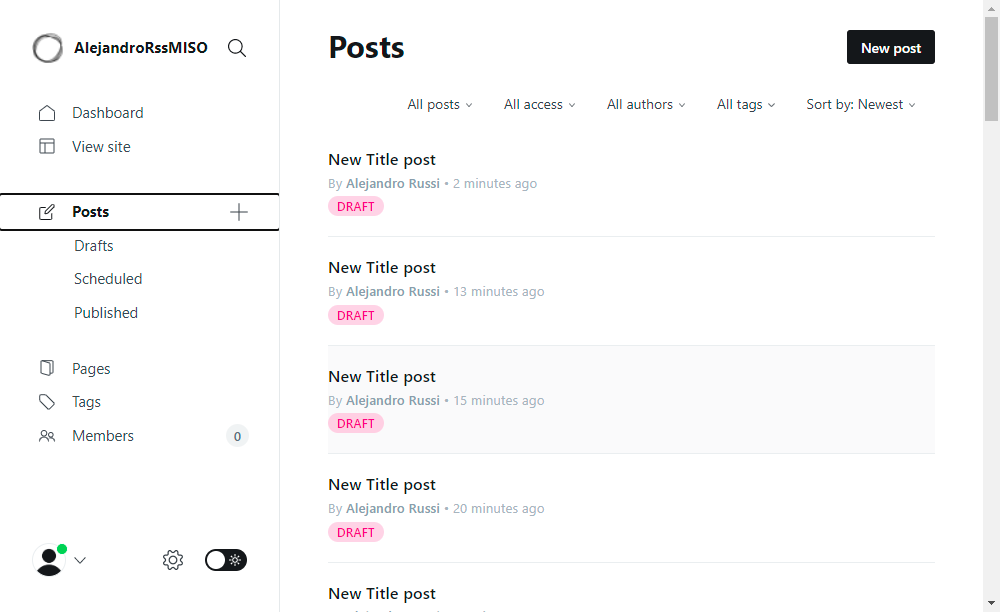 AlejandroRssMISO
Dashboard
View site
Posts
Drafts
Scheduled
Published
Pages
Tags
Members 0
Posts
New post
All posts All access All authors All tags Sort by: Newest
New Title post
By Alejandro Russi • 2 minutes ago
DRAFT
New Title post
By Alejandro Russi • 13 minutes ago
DRAFT
New Title post
By Alejandro Russi • 15 minutes ago
DRAFT
New Title post
By Alejandro Russi • 20 minutes ago
DRAFT
New Title post